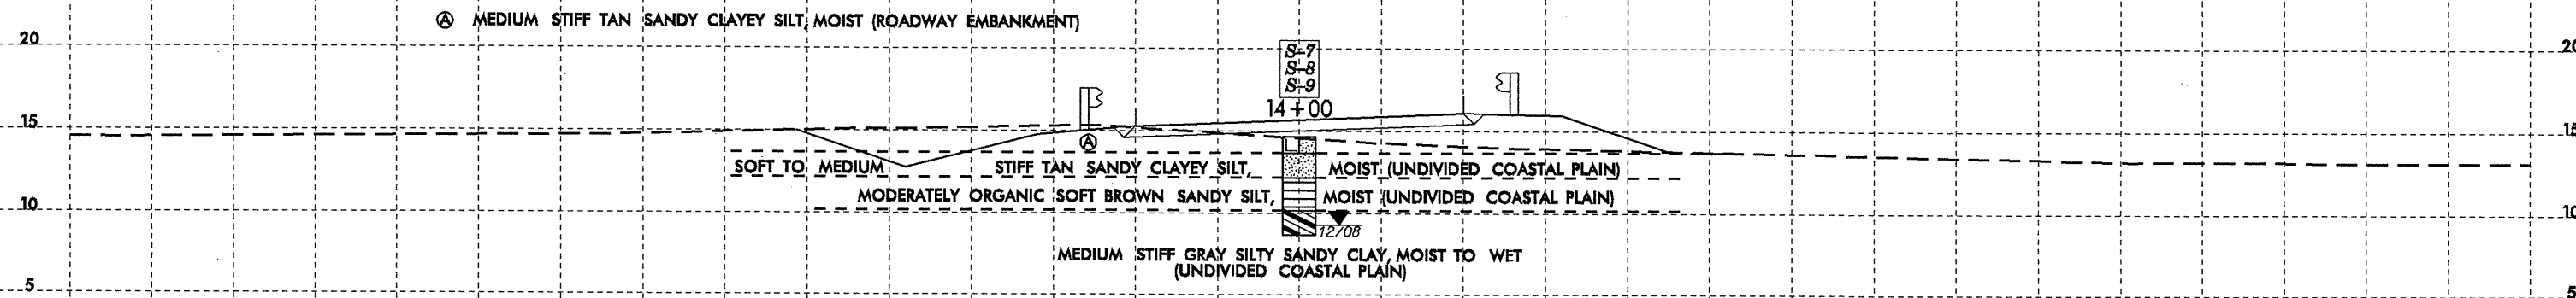 Ⓐ MEDIUM STIFF TAN SANDY CLAYEY SILT, MOIST (ROADWAY EMBANKMENT)
20 20
S-7
S-8
S-9
14+00
15 15
A
SOFT TO MEDIUM STIFF TAN SANDY CLAYEY SILT, MOIST (UNDIVIDED COASTAL PLAIN)
MODERATELY ORGANIC SOFT BROWN SANDY SILT, MOIST (UNDIVIDED COASTAL PLAIN)
10 10
12/08
MEDIUM STIFF GRAY SILTY SANDY CLAY, MOIST TO WET
(UNDIVIDED COASTAL PLAIN)
5 5